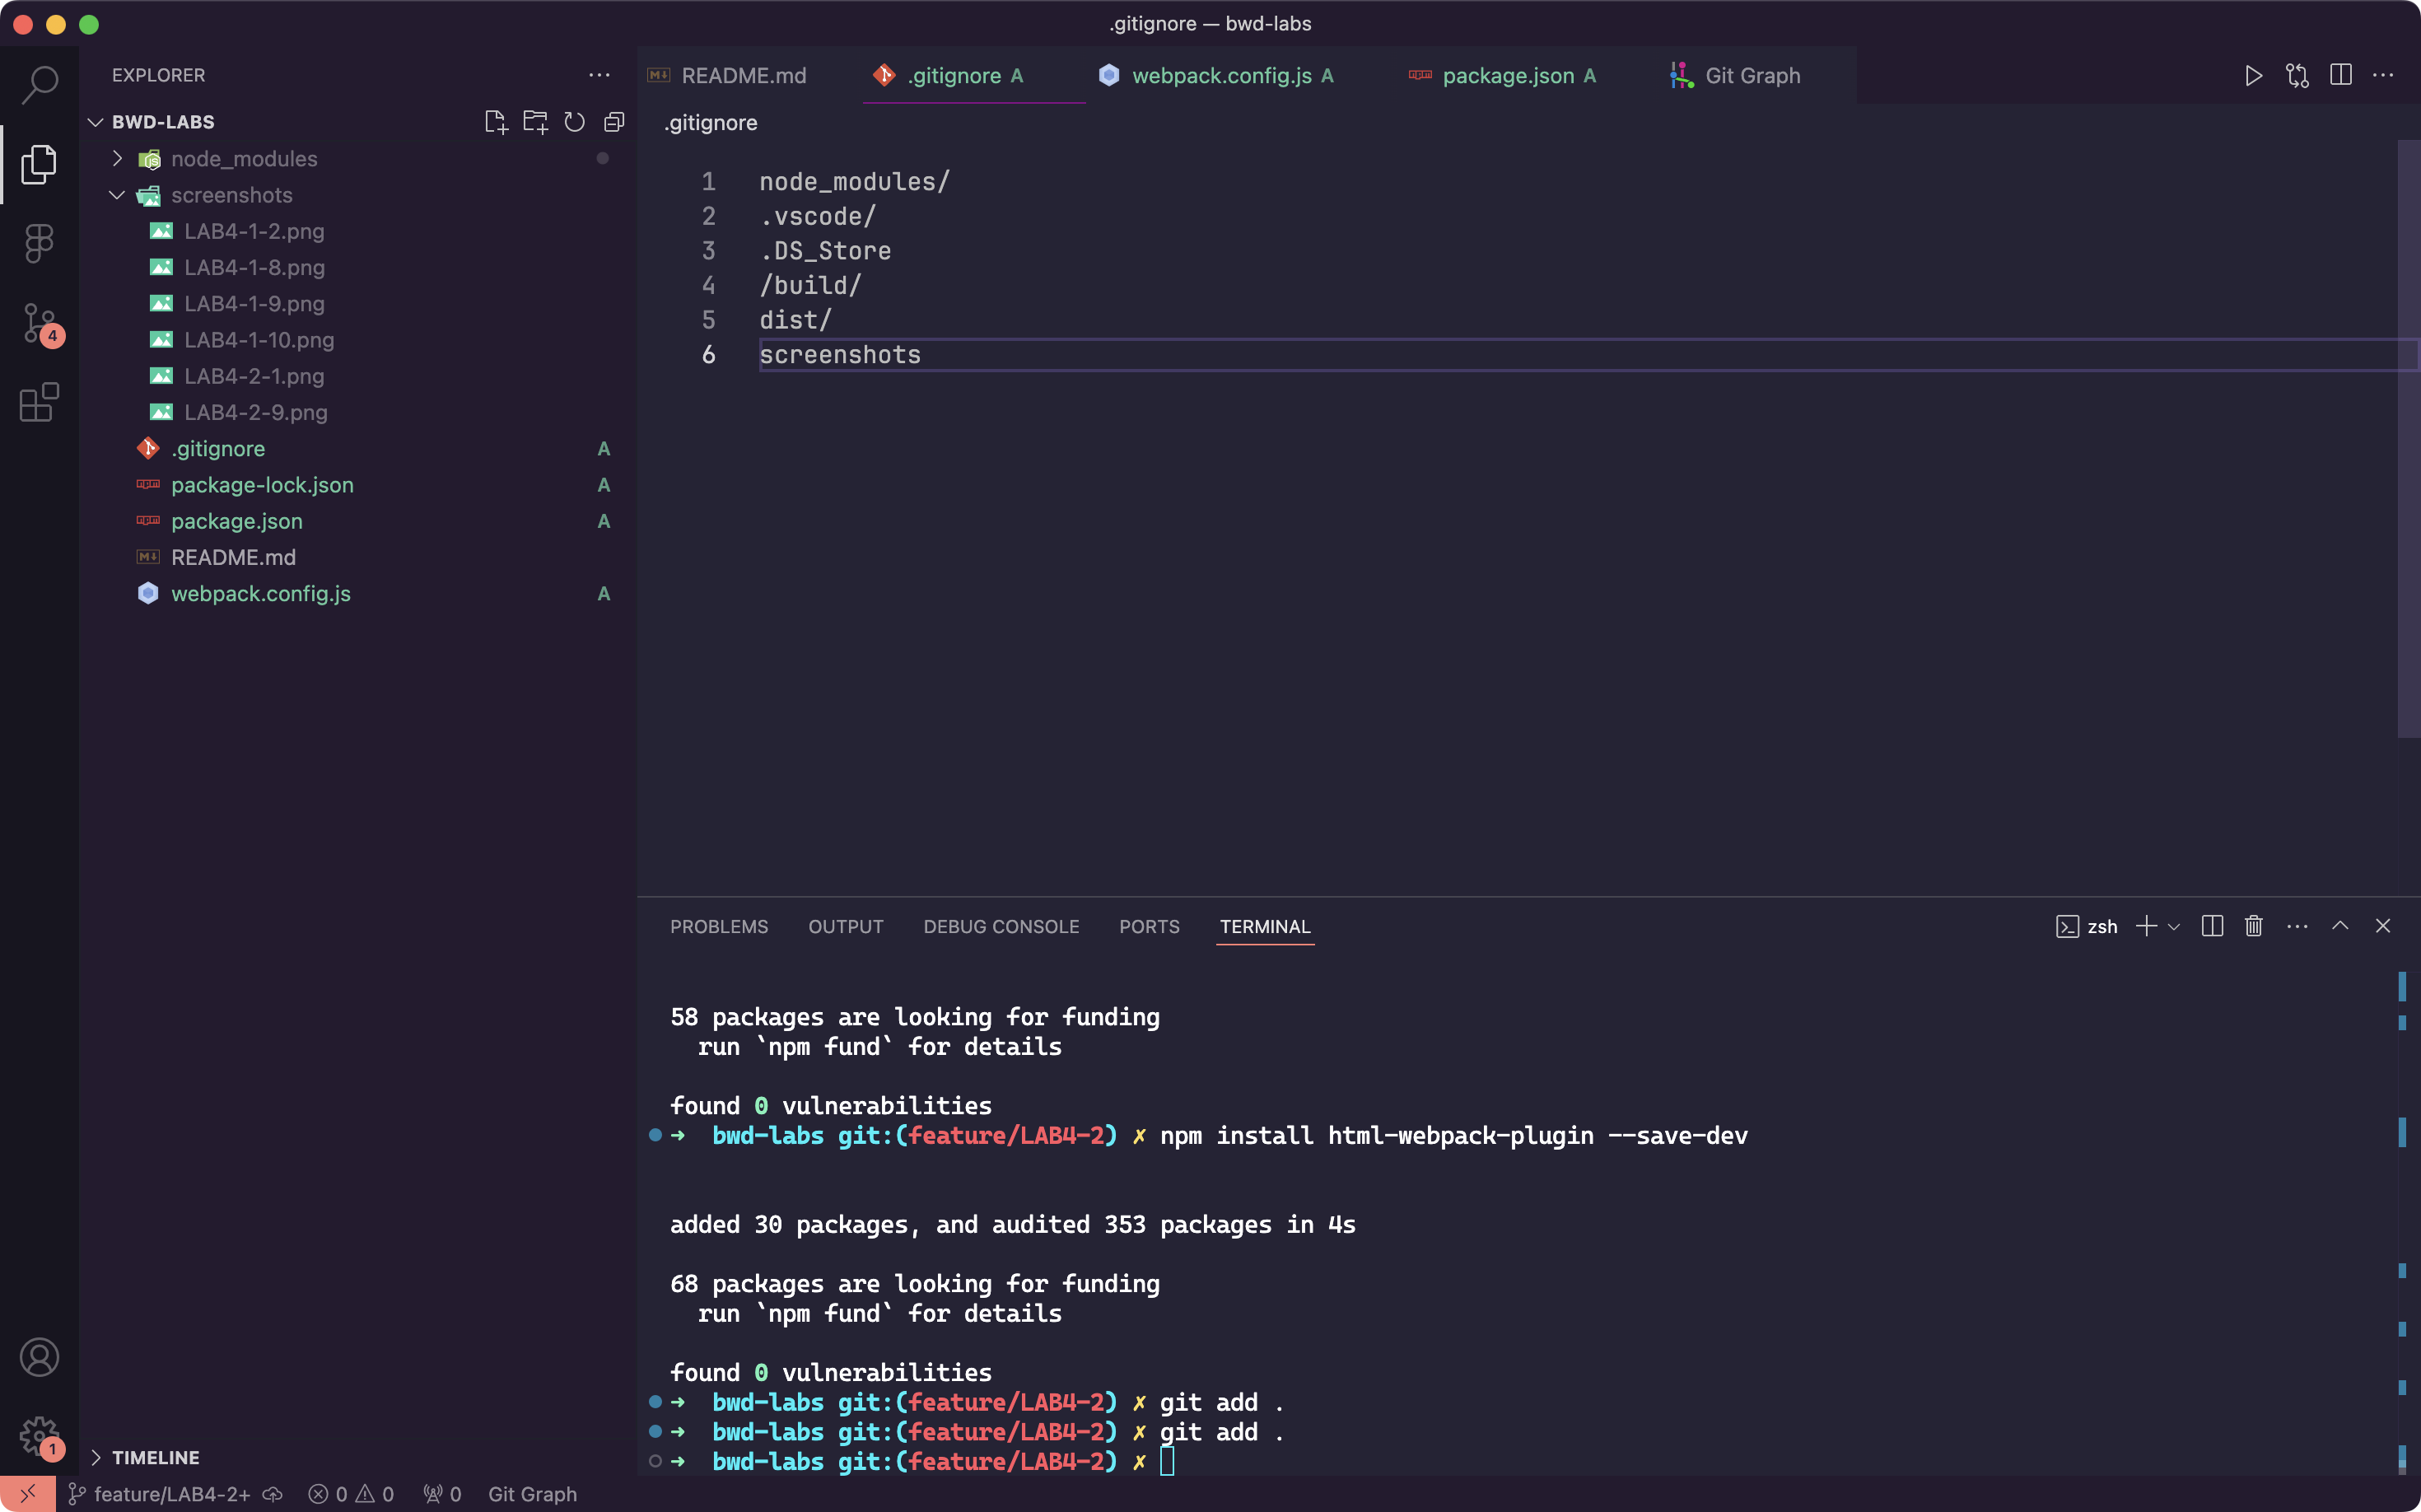 .gitignore — bwd-labs
EXPLORER
BWD-LABS
node_modules
screenshots
LAB4-1-2.png
LAB4-1-8.png
LAB4-1-9.png
LAB4-1-10.png
LAB4-2-1.png
LAB4-2-9.png
.gitignore A
package-lock.json A
package.json A
README.md
webpack.config.js A
TIMELINE
4
1
README.md
.gitignore A
webpack.config.js A
package.json A
Git Graph
.gitignore
1 node_modules/
2 .vscode/
3 .DS_Store
4 /build/
5 dist/
6 screenshots
PROBLEMS OUTPUT DEBUG CONSOLE PORTS TERMINAL
zsh
58 packages are looking for funding
run `npm fund` for details
found 0 vulnerabilities
➜ bwd-labs git:(feature/LAB4-2) ✗ npm install html-webpack-plugin --save-dev
added 30 packages, and audited 353 packages in 4s
68 packages are looking for funding
run `npm fund` for details
found 0 vulnerabilities
➜ bwd-labs git:(feature/LAB4-2) ✗ git add .
➜ bwd-labs git:(feature/LAB4-2) ✗ git add .
➜ bwd-labs git:(feature/LAB4-2) ✗
feature/LAB4-2+ 0 0 0 Git Graph